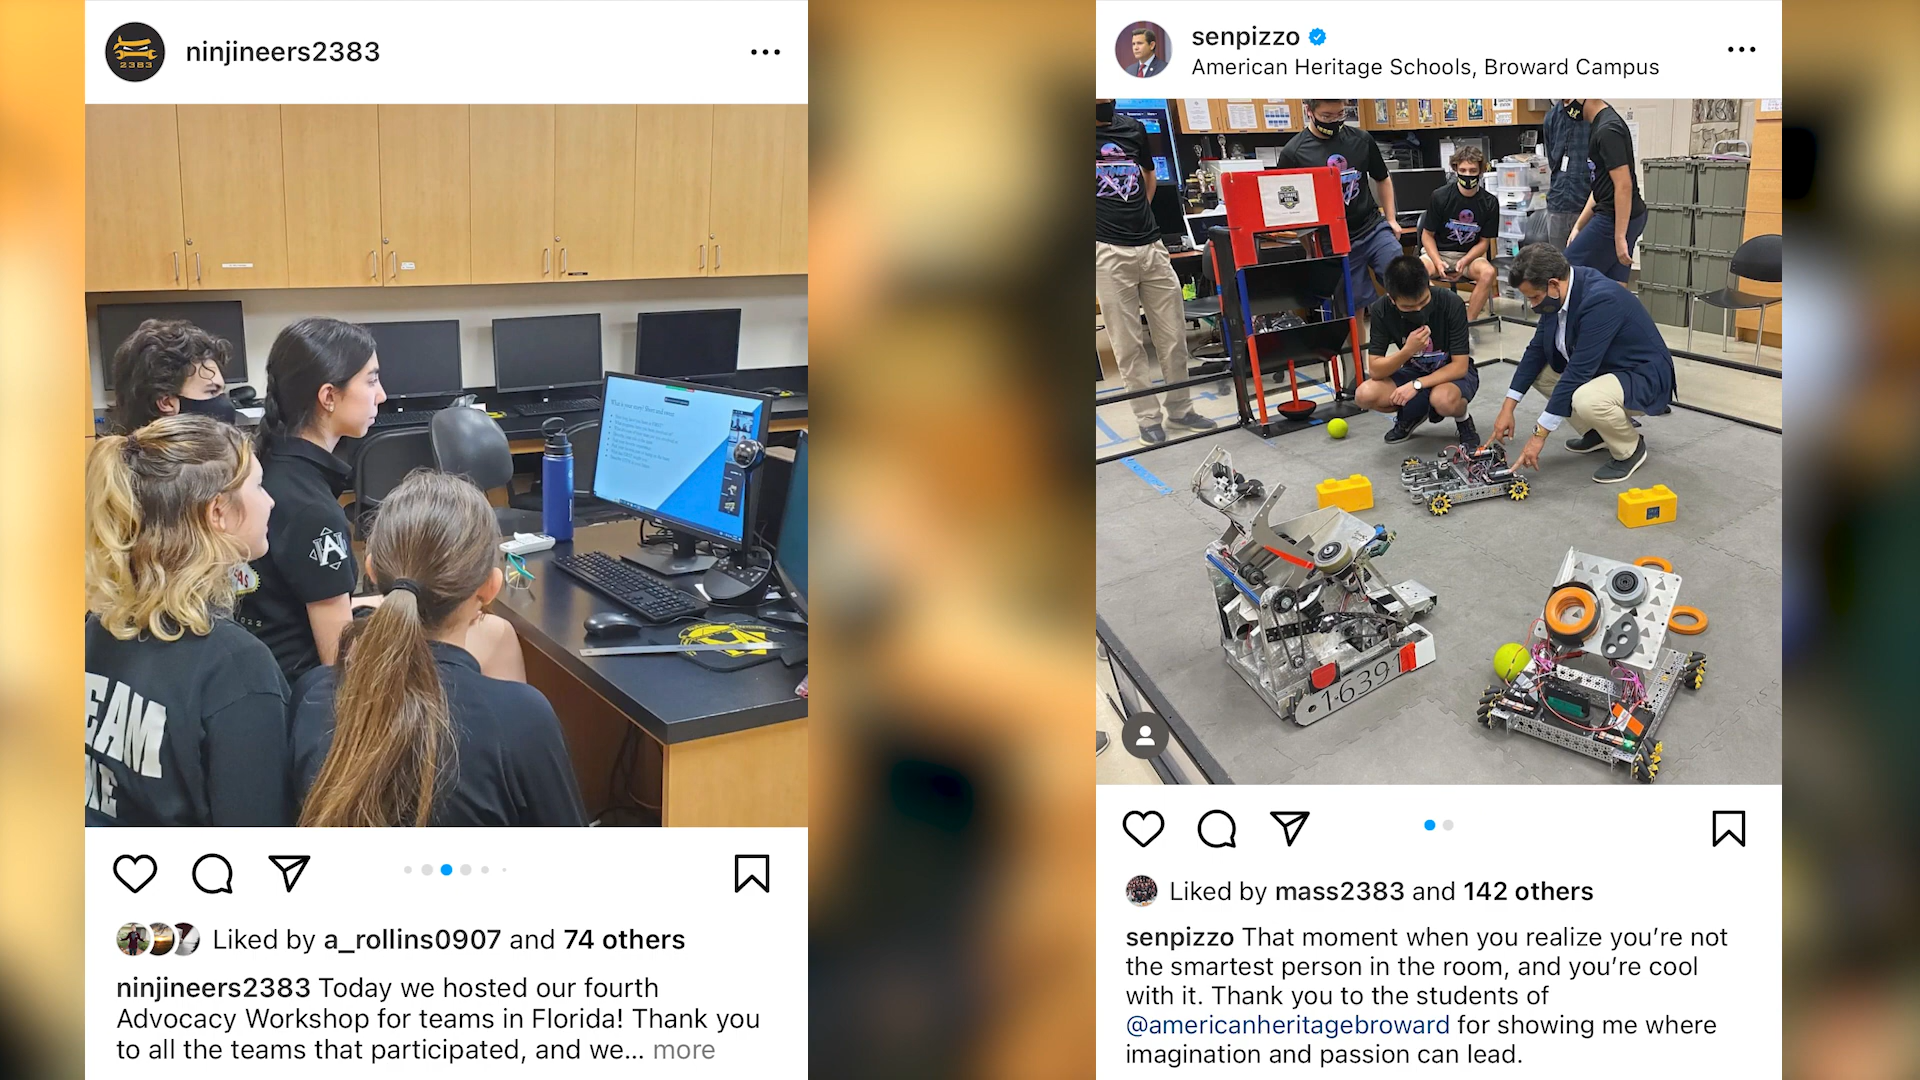 ninjineers2383
2383
TEAM
Liked by a_rollins0907 and 74 others
ninjineers2383 Today we hosted our fourth
Advocacy Workshop for teams in Florida! Thank you
to all the teams that participated, and we... more
senpizzo
American Heritage Schools, Broward Campus
16391
Liked by mass2383 and 142 others
senpizzo That moment when you realize you’re not
the smartest person in the room, and you’re cool
with it. Thank you to the students of
@americanheritagebroward for showing me where
imagination and passion can lead.